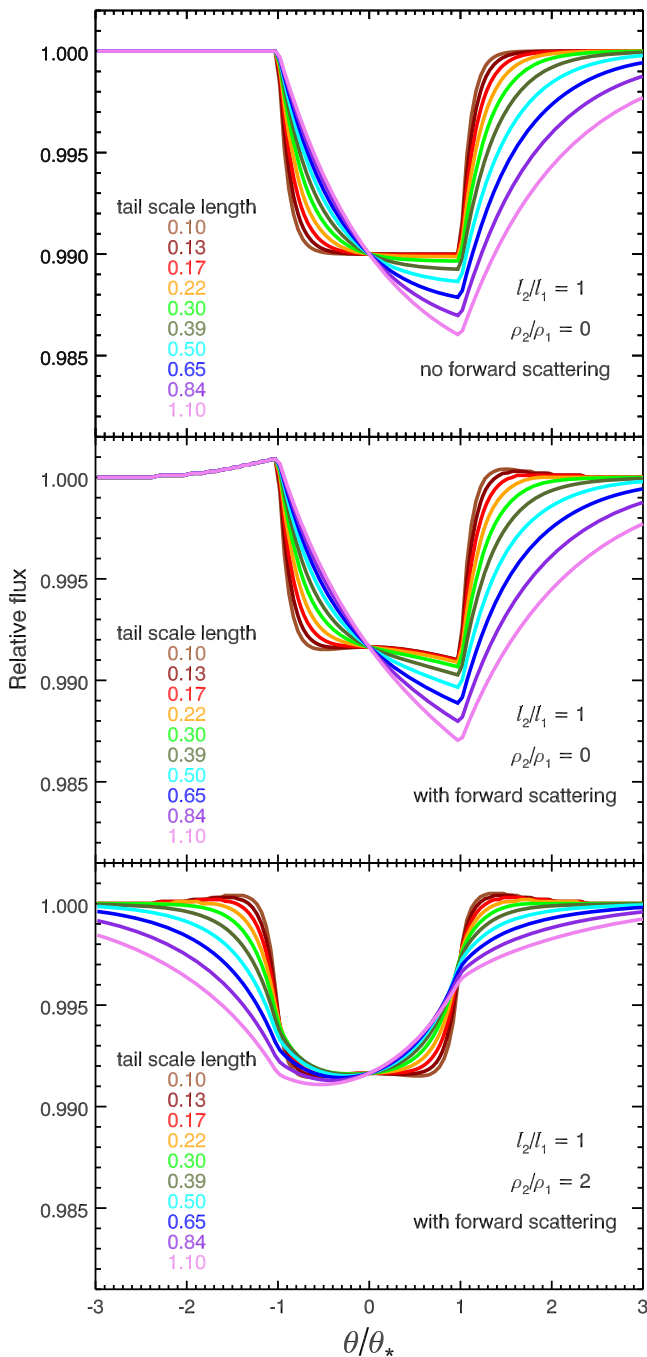 1.000
0.995
0.990
0.985
tail scale length
0.10
0.13
0.17
0.22
0.30
0.39
0.50
0.65
0.84
1.10
l₂/l₁ = 1
ρ₂/ρ₁ = 0
no forward scattering
Relative flux
1.000
0.995
0.990
0.985
tail scale length
0.10
0.13
0.17
0.22
0.30
0.39
0.50
0.65
0.84
1.10
l₂/l₁ = 1
ρ₂/ρ₁ = 0
with forward scattering
1.000
0.995
0.990
0.985
tail scale length
0.10
0.13
0.17
0.22
0.30
0.39
0.50
0.65
0.84
1.10
l₂/l₁ = 1
ρ₂/ρ₁ = 2
with forward scattering
-3 -2 -1 0 1 2 3
θ/θ*